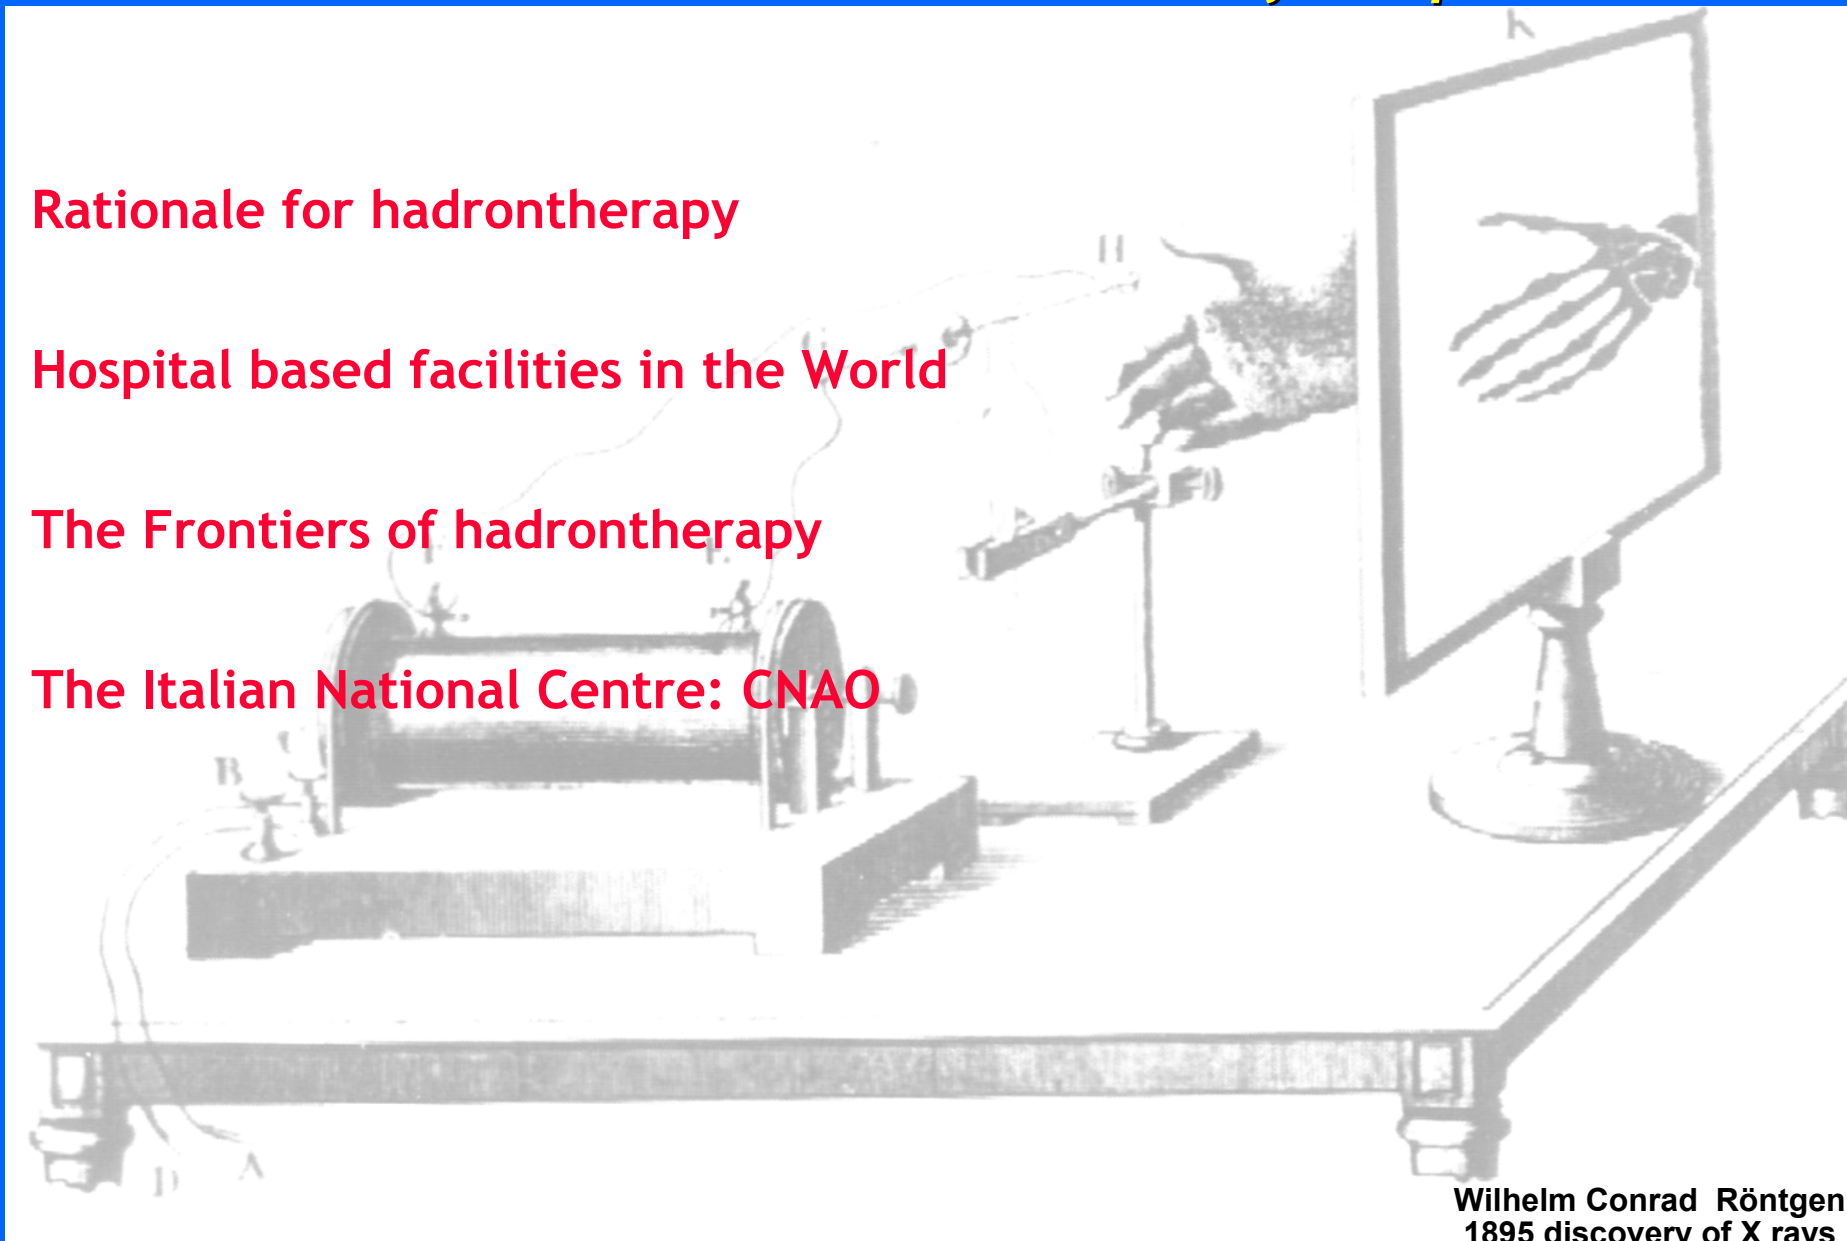 Rationale for hadrontherapy
Hospital based facilities in the World
The Frontiers of hadrontherapy
The Italian National Centre: CNAO
B
D
A
Wilhelm Conrad Röntgen
1895 discovery of X rays